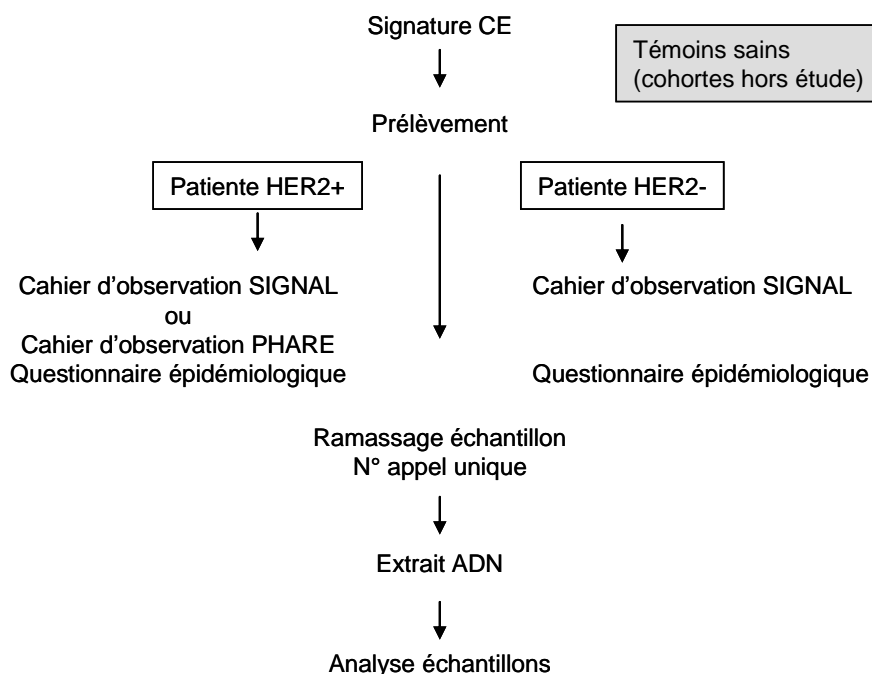 Signature CE
Témoins sains
(cohortes hors étude)
Prélèvement
Patiente HER2+
Patiente HER2-
Cahier d’observation SIGNAL
ou
Cahier d’observation PHARE
Questionnaire épidémiologique
Cahier d’observation SIGNAL
Questionnaire épidémiologique
Ramassage échantillon
N° appel unique
Extrait ADN
Analyse échantillons